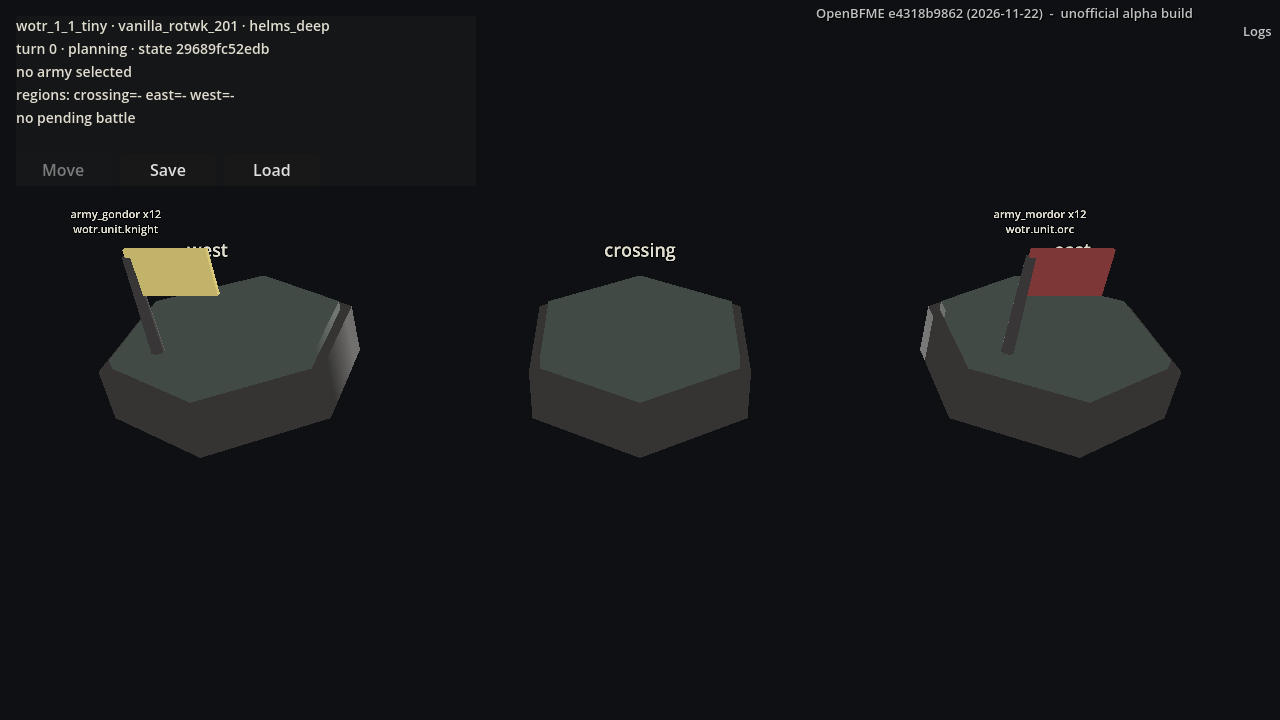 wotr_1_1_tiny · vanilla_rotwk_201 · helms_deep
turn 0 · planning · state 29689fc52edb
no army selected
regions: crossing=- east=- west=-
no pending battle
Move Save Load
OpenBFME e4318b9862 (2026-11-22) - unofficial alpha build
Logs
army_gondor x12
wotr.unit.knight
west
crossing
army_mordor x12
wotr.unit.orc
east